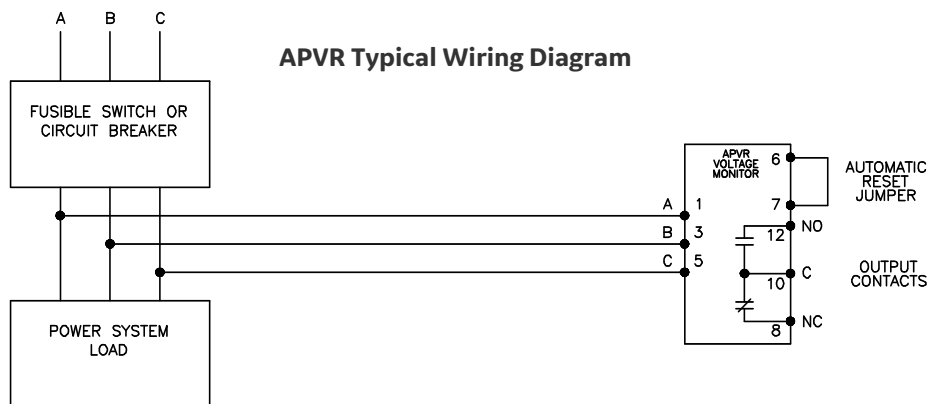 A B C
APVR Typical Wiring Diagram
FUSIBLE SWITCH OR
CIRCUIT BREAKER
APVR
VOLTAGE
MONITOR
6
7
AUTOMATIC
RESET
JUMPER
A 1
B 3
C 5
12 NO
10 C
8 NC
OUTPUT
CONTACTS
POWER SYSTEM
LOAD